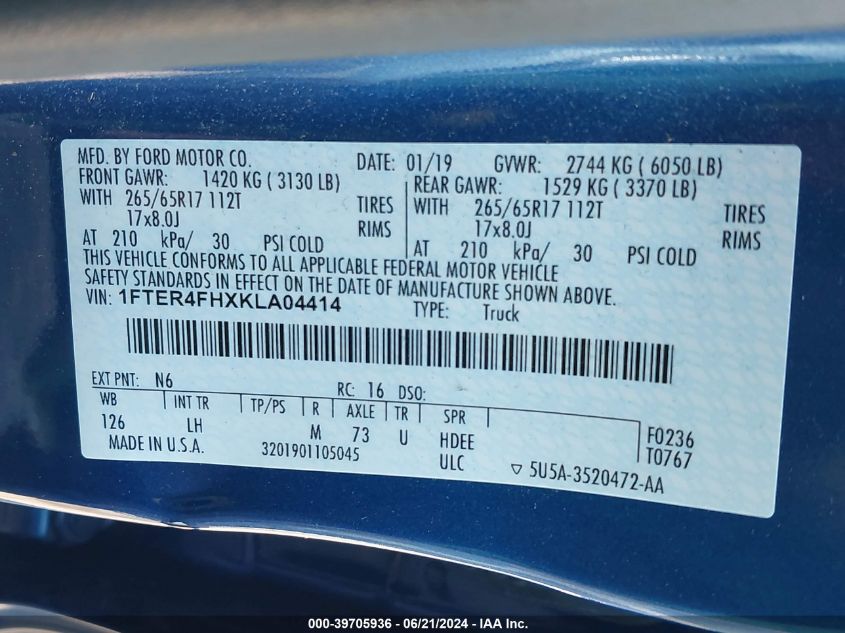 MFD. BY FORD MOTOR CO. DATE: 01/19 GVWR: 2744 KG ( 6050 LB)
FRONT GAWR: 1420 KG ( 3130 LB) REAR GAWR: 1529 KG ( 3370 LB)
WITH 265/65R17 112T TIRES WITH 265/65R17 112T TIRES
17x8.0J RIMS 17x8.0J RIMS
AT 210 kPa/ 30 PSI COLD AT 210 kPa/ 30 PSI COLD
THIS VEHICLE CONFORMS TO ALL APPLICABLE FEDERAL MOTOR VEHICLE
SAFETY STANDARDS IN EFFECT ON THE DATE OF MANUFACTURE SHOWN ABOVE.
VIN: 1FTER4FHXKLA04414 TYPE: Truck
EXT PNT: N6 RC: 16 DSO:
WB INT TR TP/PS R AXLE TR SPR
126 LH M 73 U HDEE F0236
MADE IN U.S.A. 3201901105045 ULC T0767
▽ 5U5A-3520472-AA
000-39705936 - 06/21/2024 - IAA Inc.